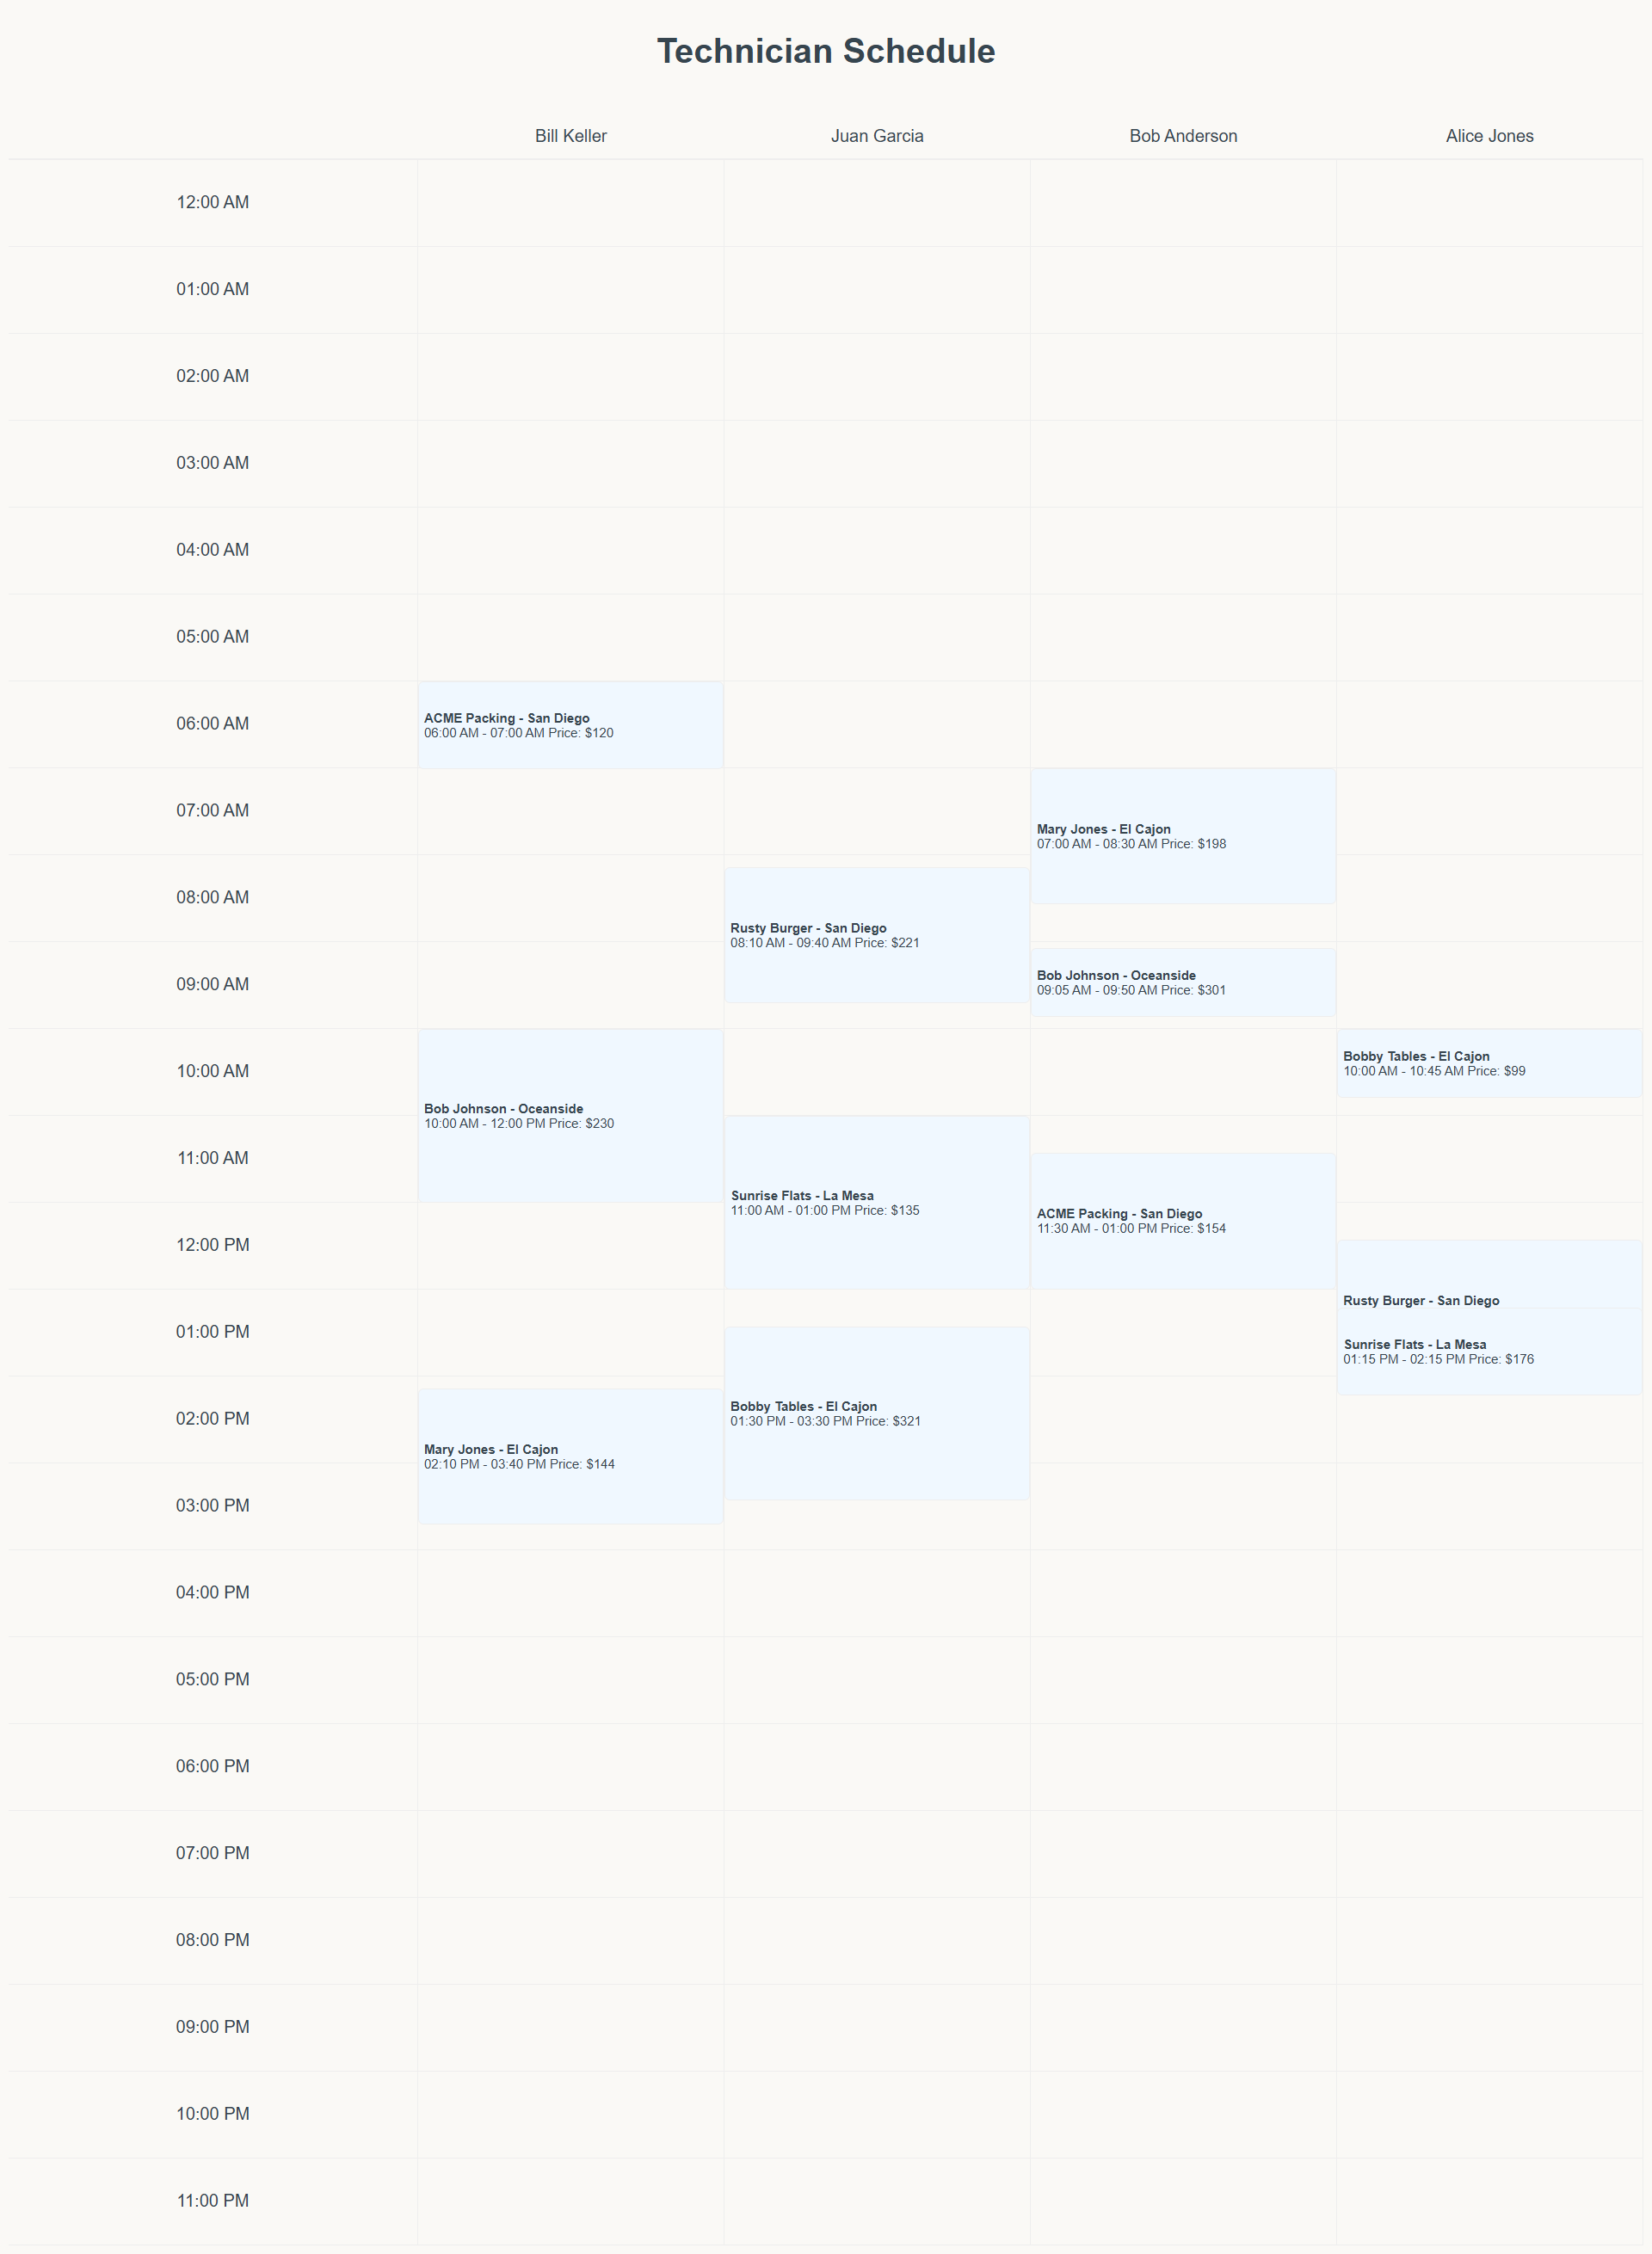 Technician Schedule
Bill Keller
Juan Garcia
Bob Anderson
Alice Jones
12:00 AM
01:00 AM
02:00 AM
03:00 AM
04:00 AM
05:00 AM
06:00 AM
ACME Packing - San Diego
06:00 AM - 07:00 AM Price: $120
07:00 AM
Mary Jones - El Cajon
07:00 AM - 08:30 AM Price: $198
08:00 AM
Rusty Burger - San Diego
08:10 AM - 09:40 AM Price: $221
09:00 AM
Bob Johnson - Oceanside
09:05 AM - 09:50 AM Price: $301
10:00 AM
Bobby Tables - El Cajon
10:00 AM - 10:45 AM Price: $99
Bob Johnson - Oceanside
10:00 AM - 12:00 PM Price: $230
11:00 AM
Sunrise Flats - La Mesa
11:00 AM - 01:00 PM Price: $135
ACME Packing - San Diego
11:30 AM - 01:00 PM Price: $154
12:00 PM
Rusty Burger - San Diego
01:00 PM
Sunrise Flats - La Mesa
01:15 PM - 02:15 PM Price: $176
02:00 PM
Bobby Tables - El Cajon
01:30 PM - 03:30 PM Price: $321
Mary Jones - El Cajon
02:10 PM - 03:40 PM Price: $144
03:00 PM
04:00 PM
05:00 PM
06:00 PM
07:00 PM
08:00 PM
09:00 PM
10:00 PM
11:00 PM